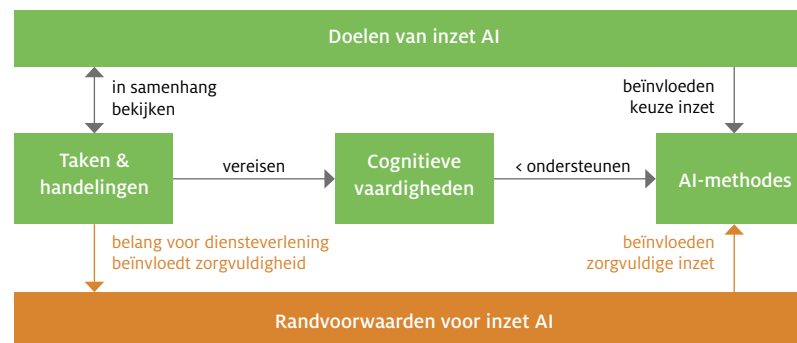 Doelen van inzet AI
in samenhang
bekijken
beïnvloeden
keuze inzet
Taken &
handelingen
vereisen
Cognitieve
vaardigheden
< ondersteunen
AI-methodes
belang voor diensteverlening
beïnvloedt zorgvuldigheid
beïnvloeden
zorgvuldige inzet
Randvoorwaarden voor inzet AI